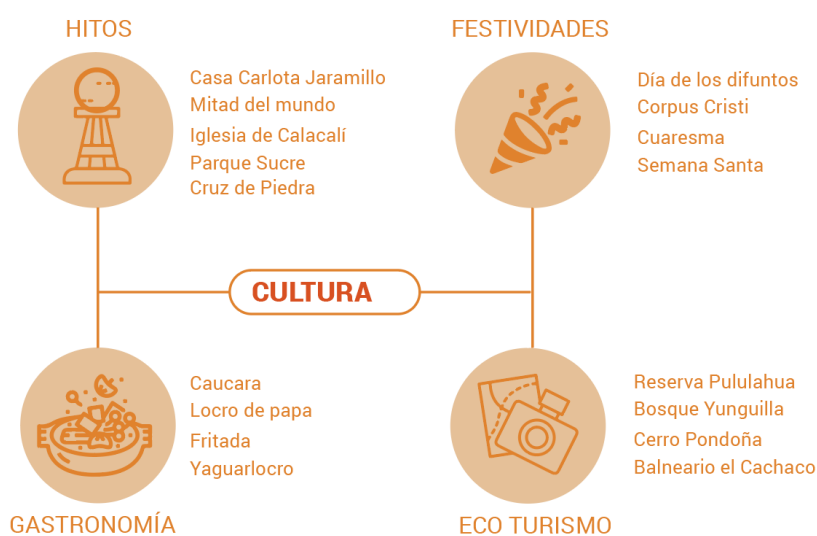 HITOS
Casa Carlota Jaramillo
Mitad del mundo
Iglesia de Calacalí
Parque Sucre
Cruz de Piedra
FESTIVIDADES
Día de los difuntos
Corpus Cristi
Cuaresma
Semana Santa
CULTURA
Caucara
Locro de papa
Fritada
Yaguarlocro
GASTRONOMÍA
Reserva Pululahua
Bosque Yunguilla
Cerro Pondoña
Balneario el Cachaco
ECO TURISMO